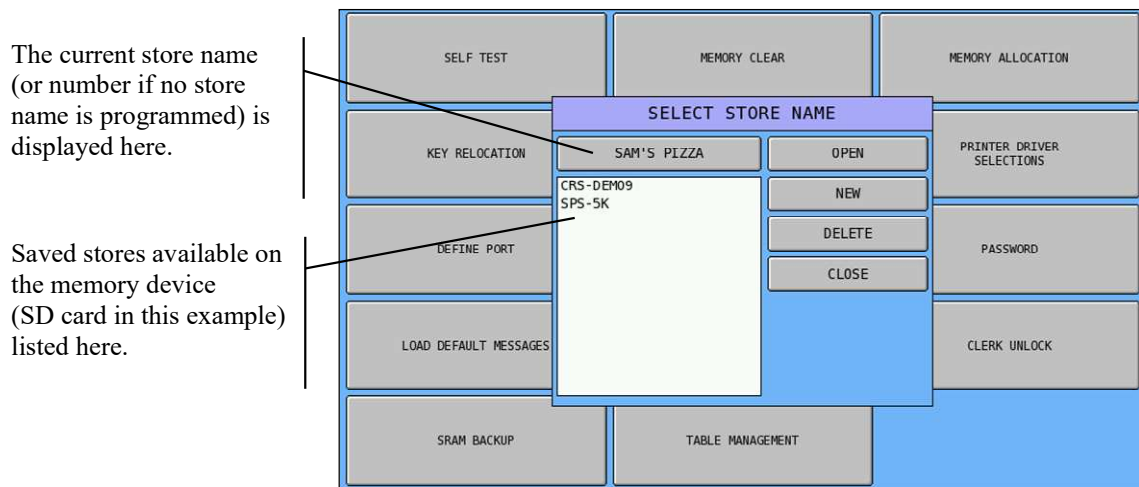 The current store name
(or number if no store
name is programmed) is
displayed here.
Saved stores available on
the memory device
(SD card in this example)
listed here.
SELF TEST
MEMORY CLEAR
MEMORY ALLOCATION
SELECT STORE NAME
KEY RELOCATION
SAM'S PIZZA
OPEN
PRINTER DRIVER
SELECTIONS
CRS-DEMO9
SPS-5K
NEW
DELETE
CLOSE
DEFINE PORT
PASSWORD
LOAD DEFAULT MESSAGES
CLERK UNLOCK
SRAM BACKUP
TABLE MANAGEMENT